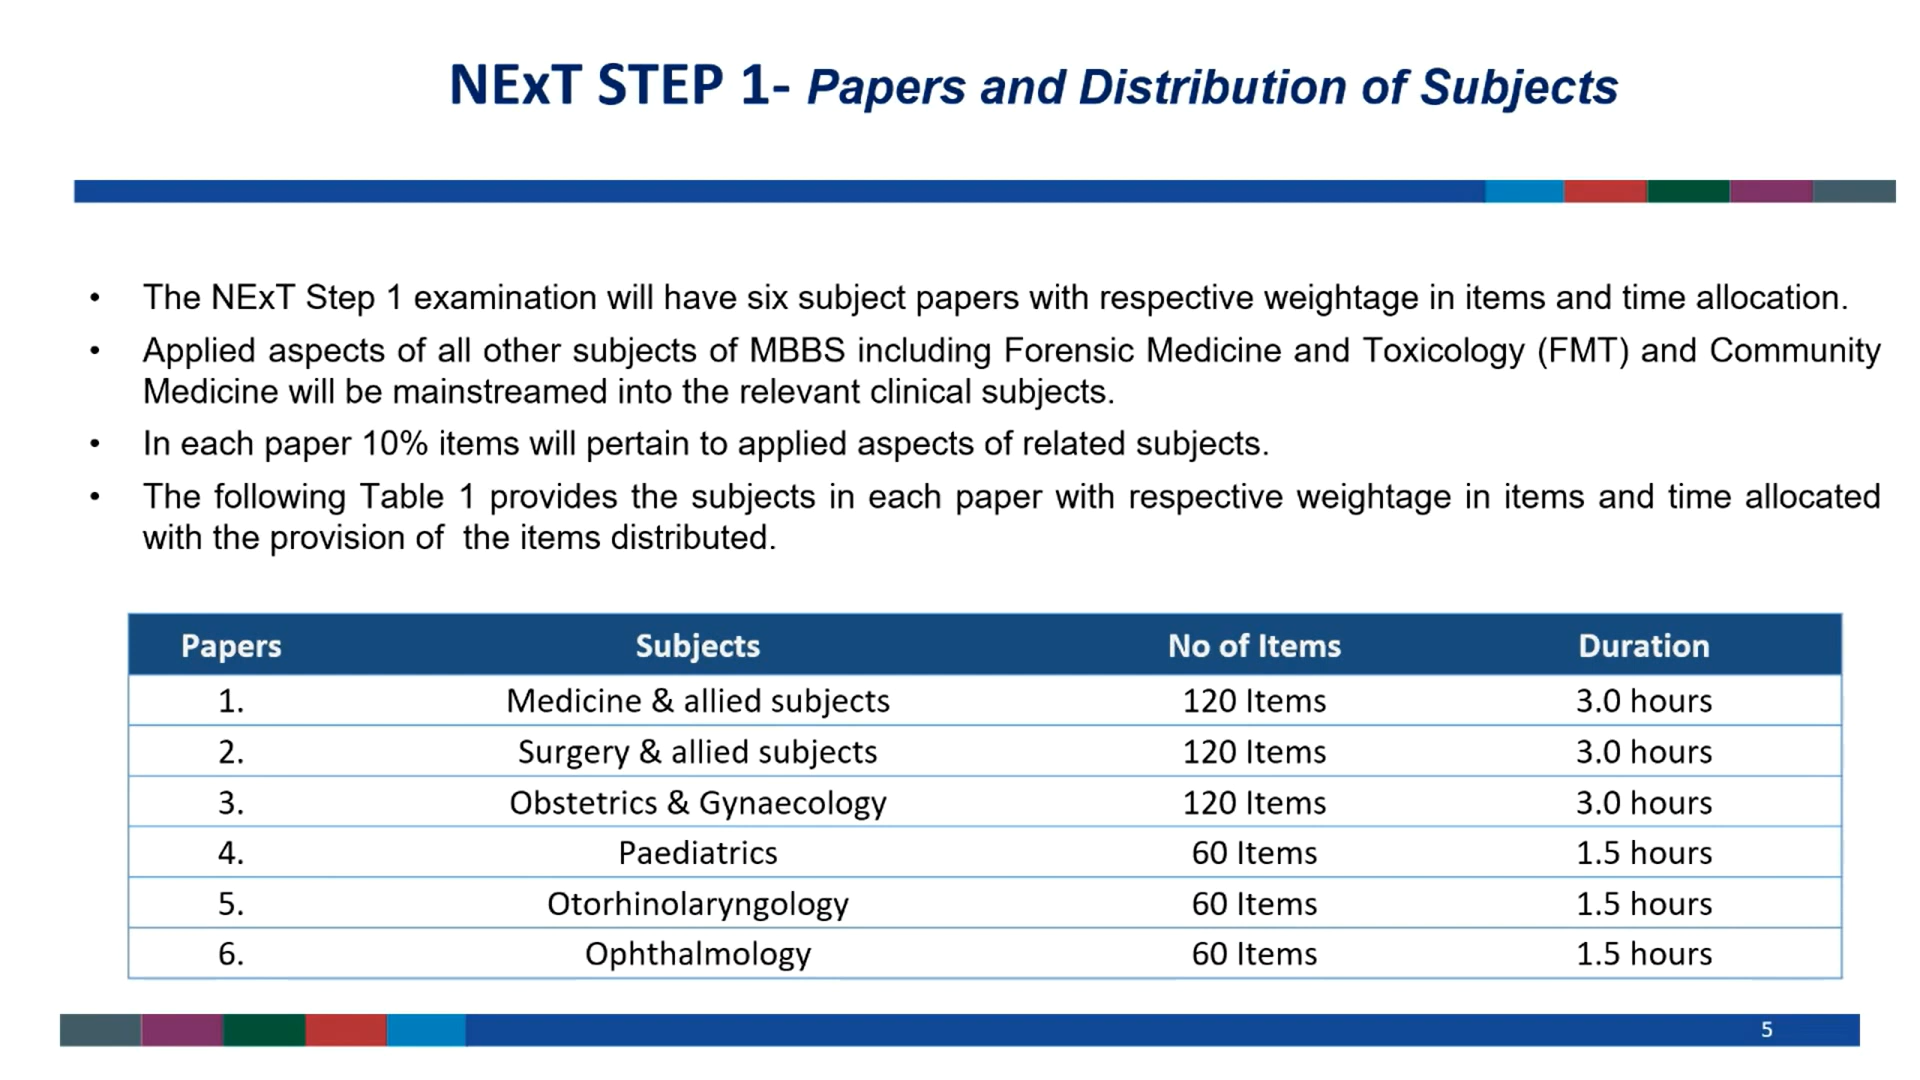 NExT STEP 1- Papers and Distribution of Subjects
• The NExT Step 1 examination will have six subject papers with respective weightage in items and time allocation.
• Applied aspects of all other subjects of MBBS including Forensic Medicine and Toxicology (FMT) and Community
Medicine will be mainstreamed into the relevant clinical subjects.
• In each paper 10% items will pertain to applied aspects of related subjects.
• The following Table 1 provides the subjects in each paper with respective weightage in items and time allocated
with the provision of the items distributed.
Papers Subjects No of Items Duration
1. Medicine & allied subjects 120 Items 3.0 hours
2. Surgery & allied subjects 120 Items 3.0 hours
3. Obstetrics & Gynaecology 120 Items 3.0 hours
4. Paediatrics 60 Items 1.5 hours
5. Otorhinolaryngology 60 Items 1.5 hours
6. Ophthalmology 60 Items 1.5 hours
5